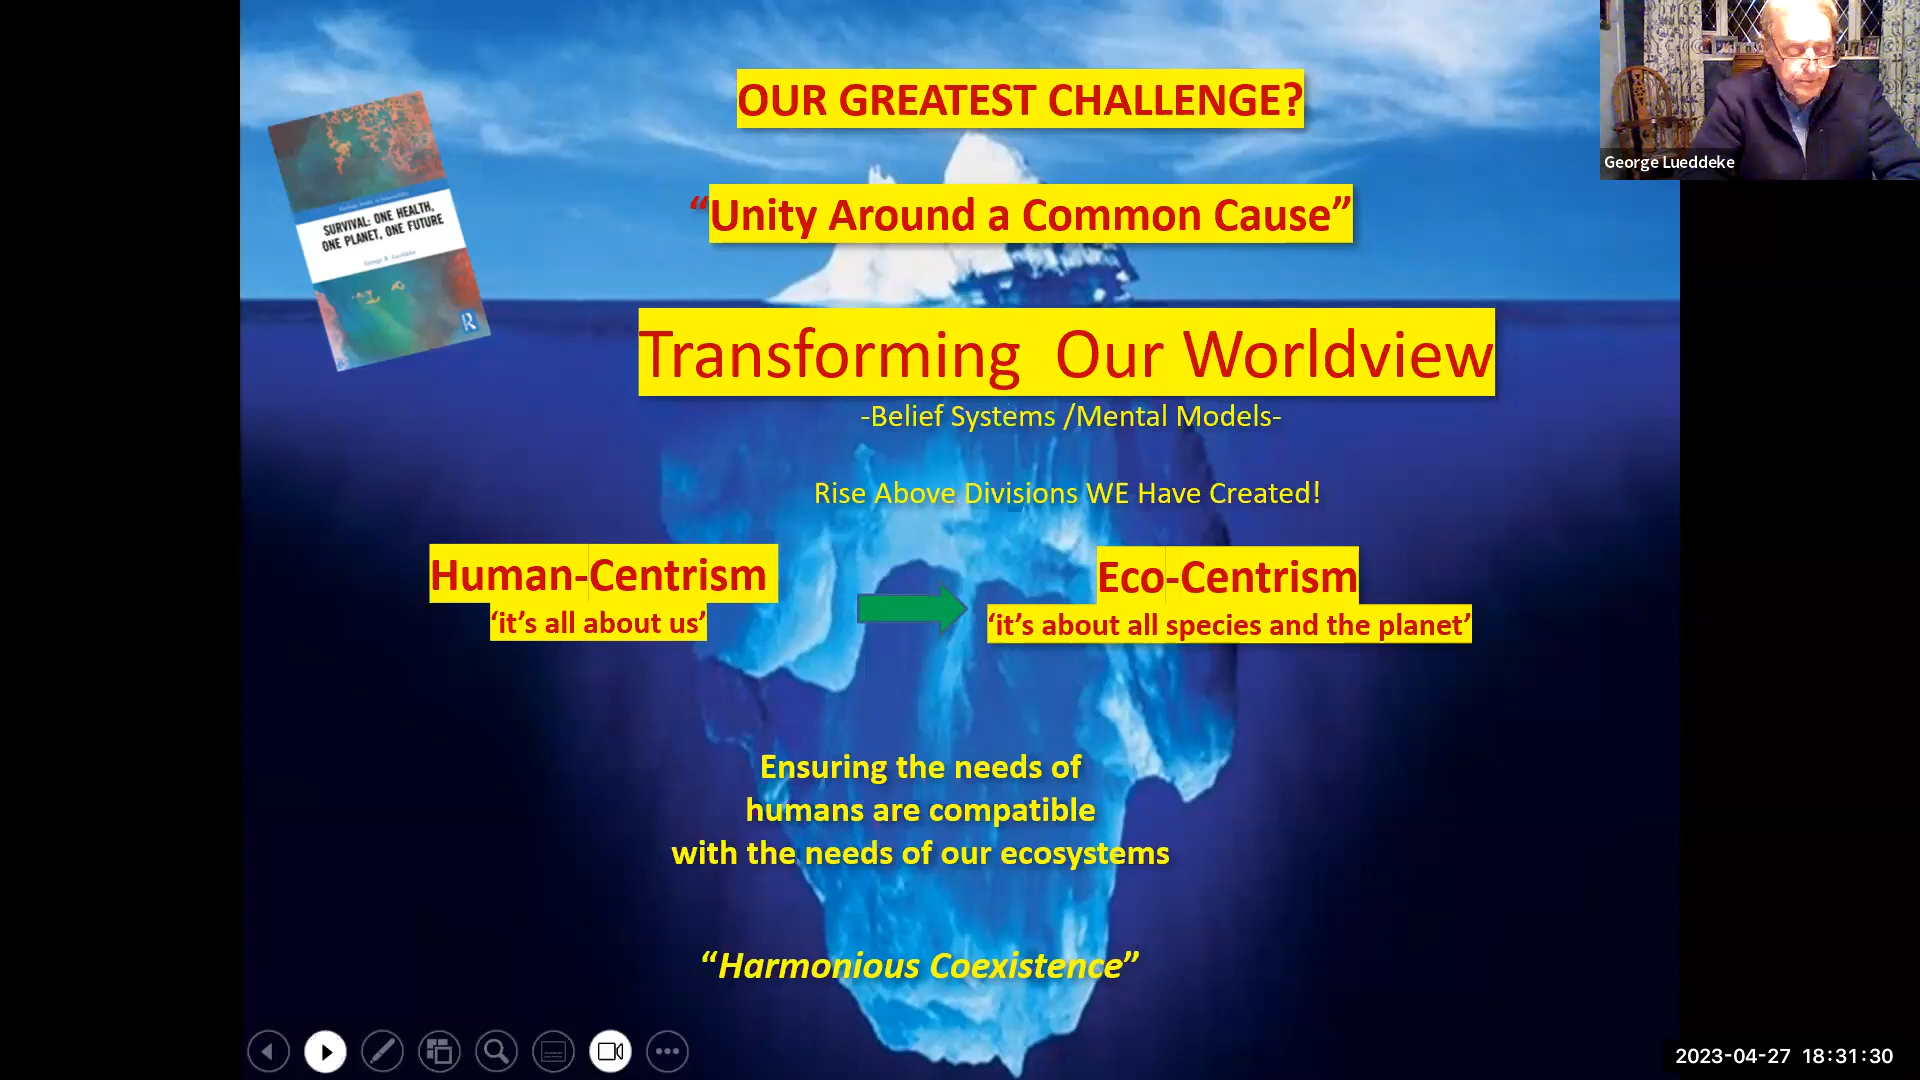 OUR GREATEST CHALLENGE?
“Unity Around a Common Cause”
SURVIVAL: ONE HEALTH,
ONE PLANET, ONE FUTURE
George R. Lueddeke
R
Transforming Our Worldview
-Belief Systems /Mental Models-
Rise Above Divisions WE Have Created!
Human-Centrism
‘it’s all about us’
Eco-Centrism
‘it’s about all species and the planet’
Ensuring the needs of
humans are compatible
with the needs of our ecosystems
“Harmonious Coexistence”
George Lueddeke
2023-04-27 18:31:30